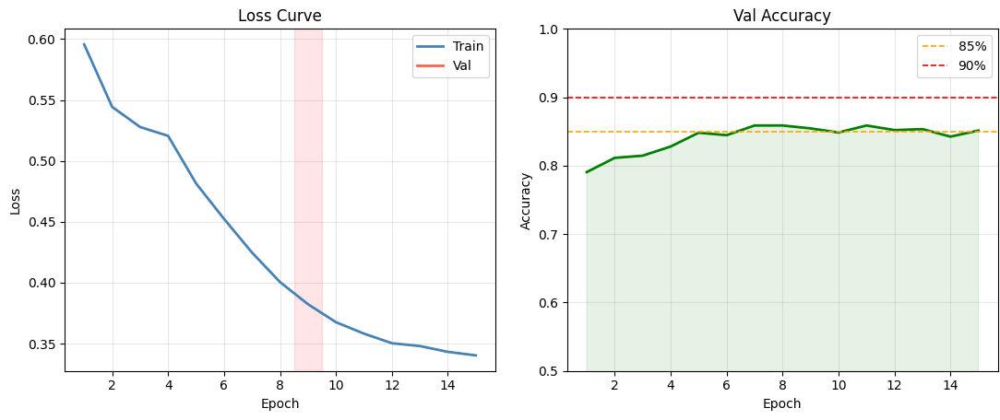 Loss Curve
Loss
0.60
0.55
0.50
0.45
0.40
0.35
2 4 6 8 10 12 14
Epoch
Train
Val
Val Accuracy
Accuracy
1.0
0.9
0.8
0.7
0.6
0.5
2 4 6 8 10 12 14
Epoch
85%
90%